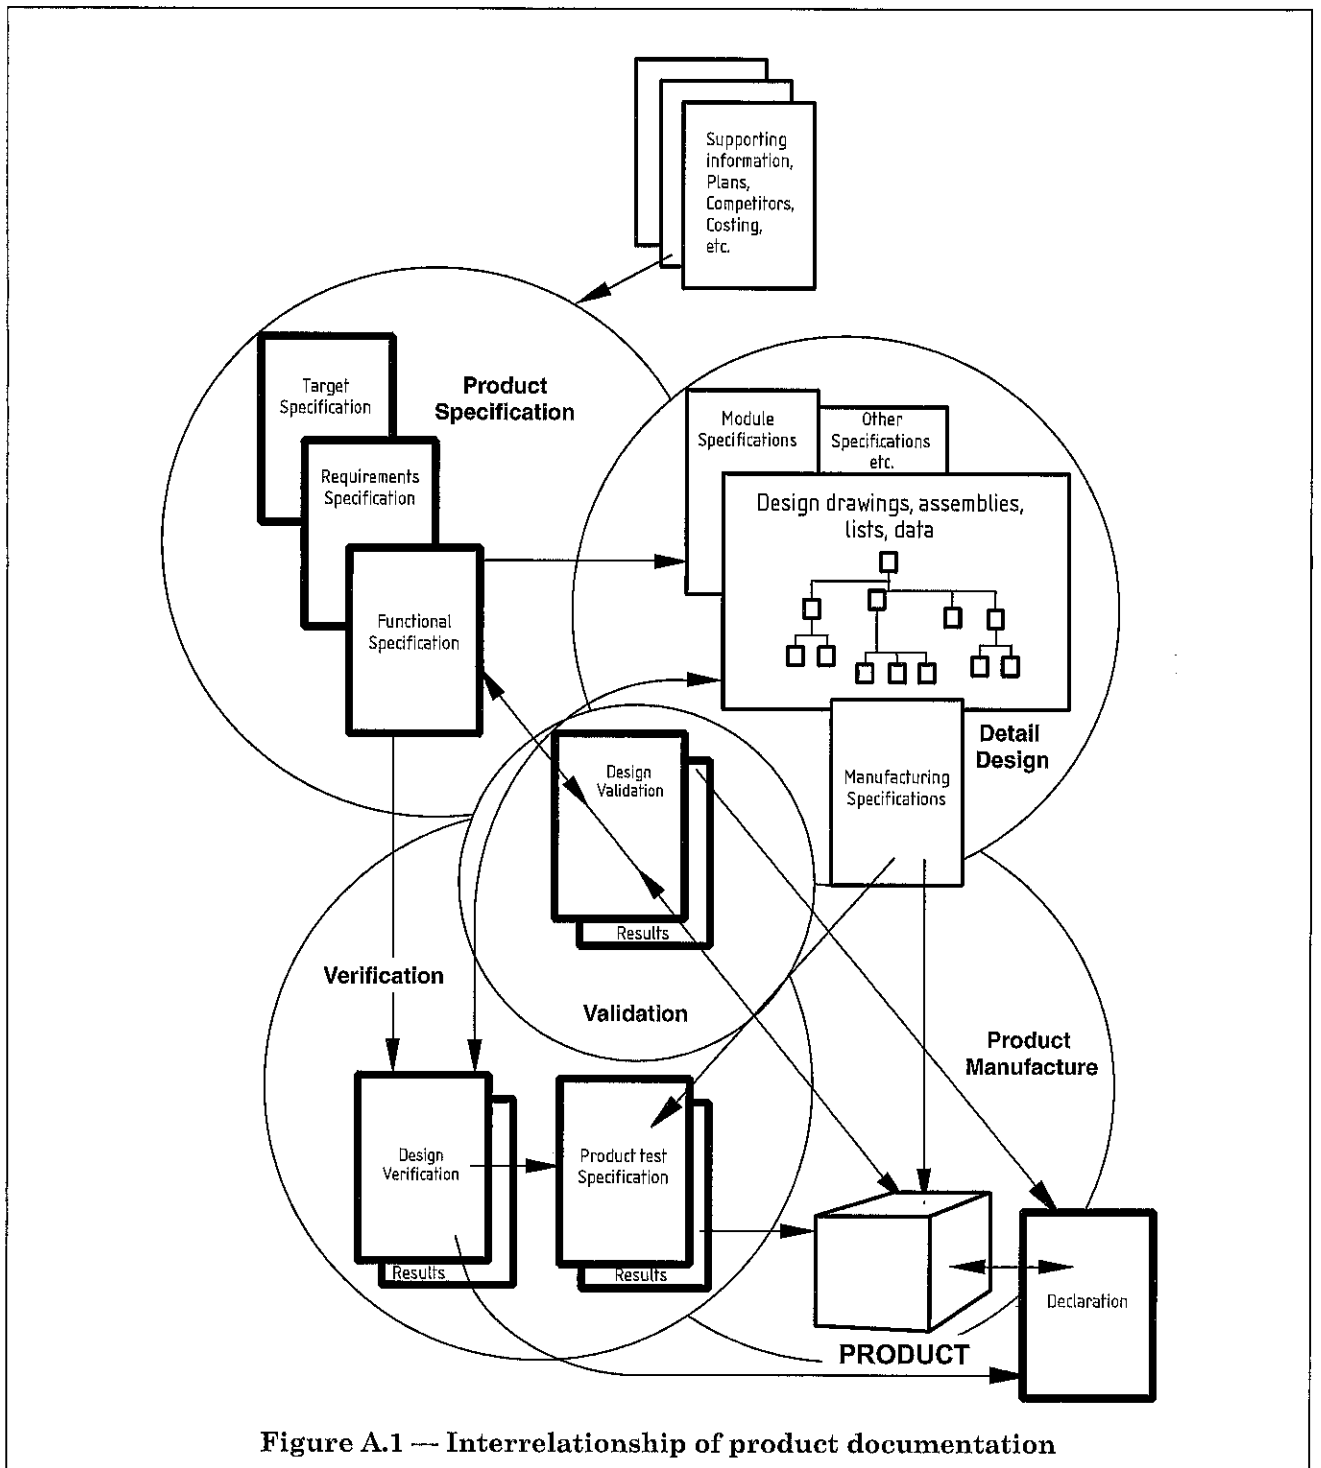 Supporting
information,
Plans,
Competitors,
Costing,
etc.
Target
Specification
Product
Specification
Requirements
Specification
Functional
Specification
Module
Specifications
Other
Specifications
etc.
Design drawings, assemblies,
lists, data
Detail
Design
Manufacturing
Specifications
Design
Validation
Results
Verification
Validation
Product
Manufacture
Design
Verification
Results
Product test
Specification
Results
PRODUCT
Declaration
Figure A.1 — Interrelationship of product documentation